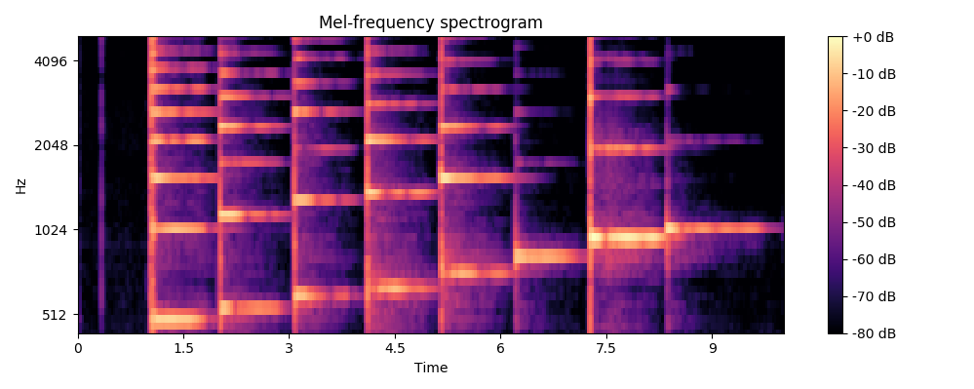 Mel-frequency spectrogram
4096
2048
1024
512
Hz
0 1.5 3 4.5 6 7.5 9
Time
+0 dB
-10 dB
-20 dB
-30 dB
-40 dB
-50 dB
-60 dB
-70 dB
-80 dB